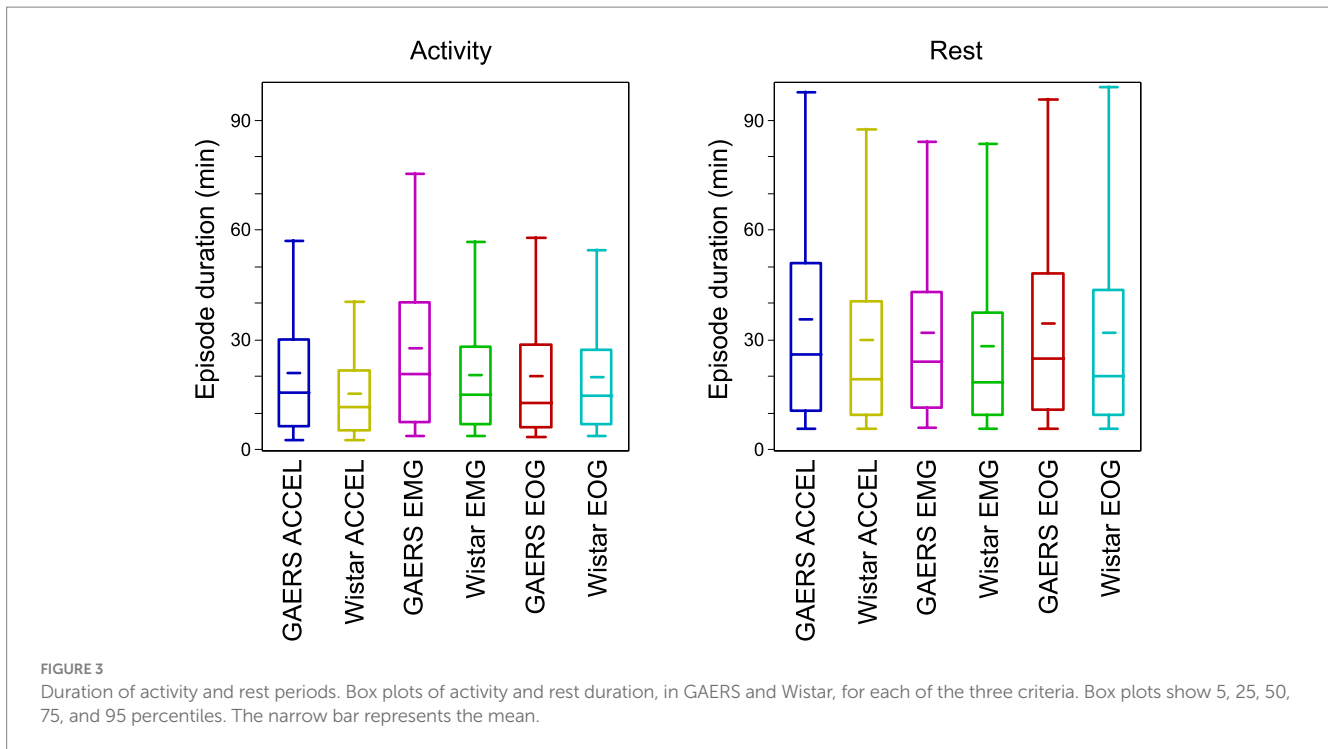 Activity
Rest
Episode duration (min)
90
60
30
0
GAERS ACCEL
Wistar ACCEL
GAERS EMG
Wistar EMG
GAERS EOG
Wistar EOG
Episode duration (min)
90
60
30
0
GAERS ACCEL
Wistar ACCEL
GAERS EMG
Wistar EMG
GAERS EOG
Wistar EOG
FIGURE 3
Duration of activity and rest periods. Box plots of activity and rest duration, in GAERS and Wistar, for each of the three criteria. Box plots show 5, 25, 50,
75, and 95 percentiles. The narrow bar represents the mean.